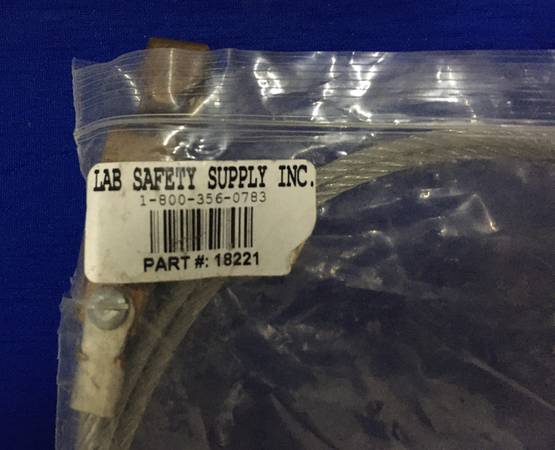 LAB SAFETY SUPPLY INC.
1-800-356-0783
PART #: 18221